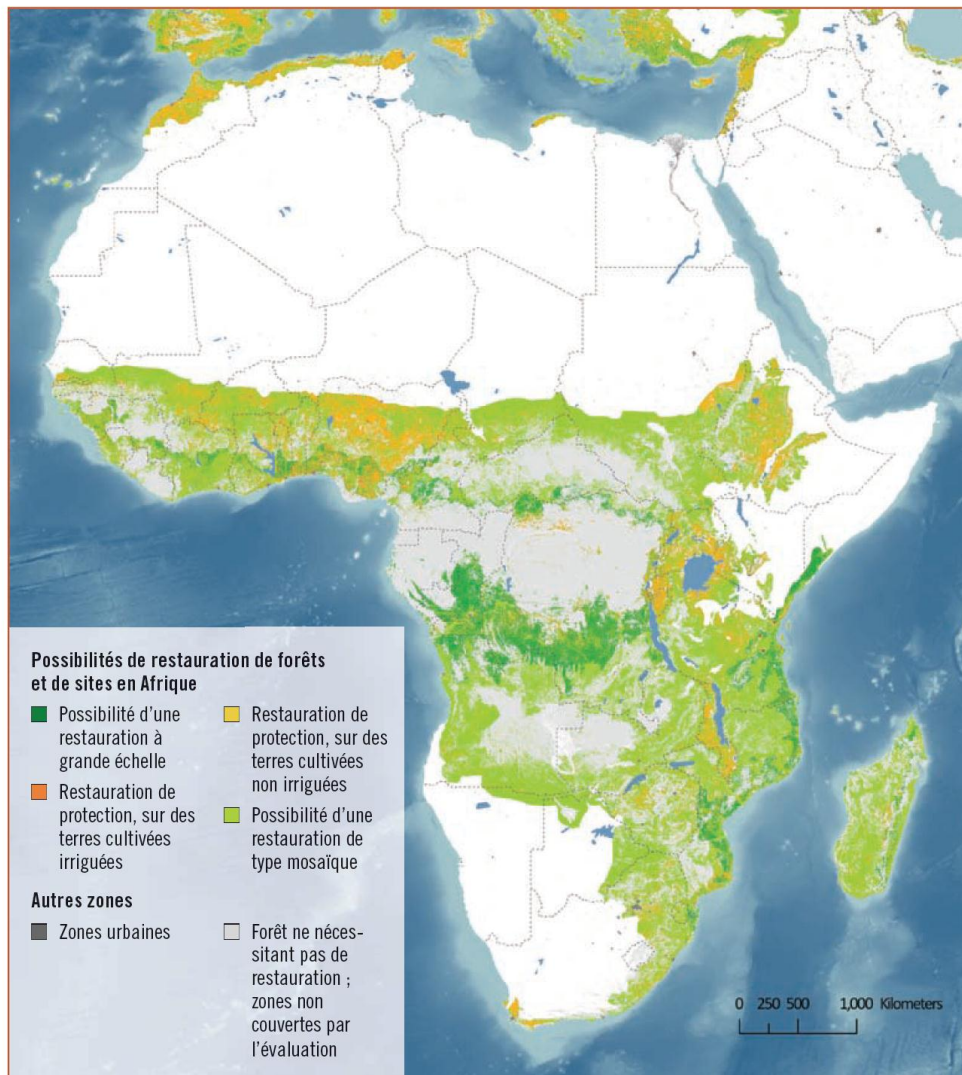 Possibilités de restauration de forêts
et de sites en Afrique
Possibilité d'une
restauration à
grande échelle
Restauration de
protection, sur des
terres cultivées
irriguées
Restauration de
protection, sur des
terres cultivées
non irriguées
Possibilité d'une
restauration de
type mosaïque
Autres zones
Zones urbaines
Forêt ne néces-
sitant pas de
restauration ;
zones non
couvertes par
l'évaluation
0 250 500 1,000 Kilometers